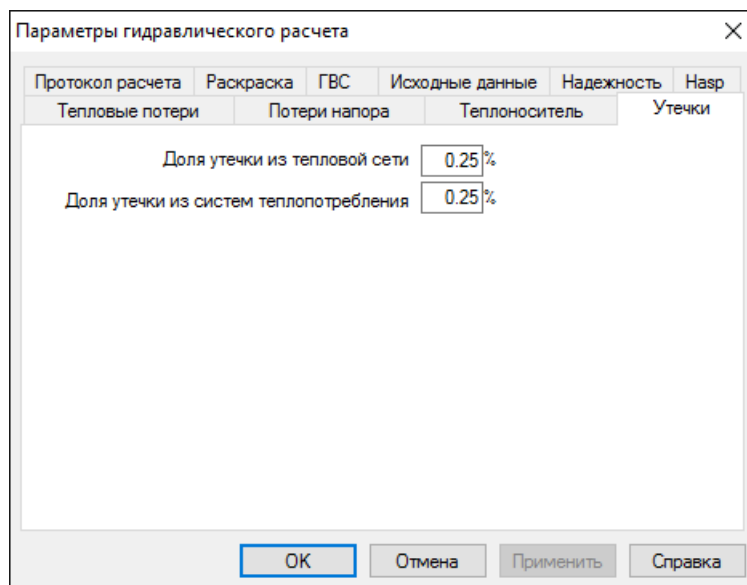 Параметры гидравлического расчета
Протокол расчета Раскраска ГВС Исходные данные Надежность Hasp
Тепловые потери Потери напора Теплоноситель Утечки
Доля утечки из тепловой сети 0.25 %
Доля утечки из систем теплопотребления 0.25 %
OK Отмена Применить Справка